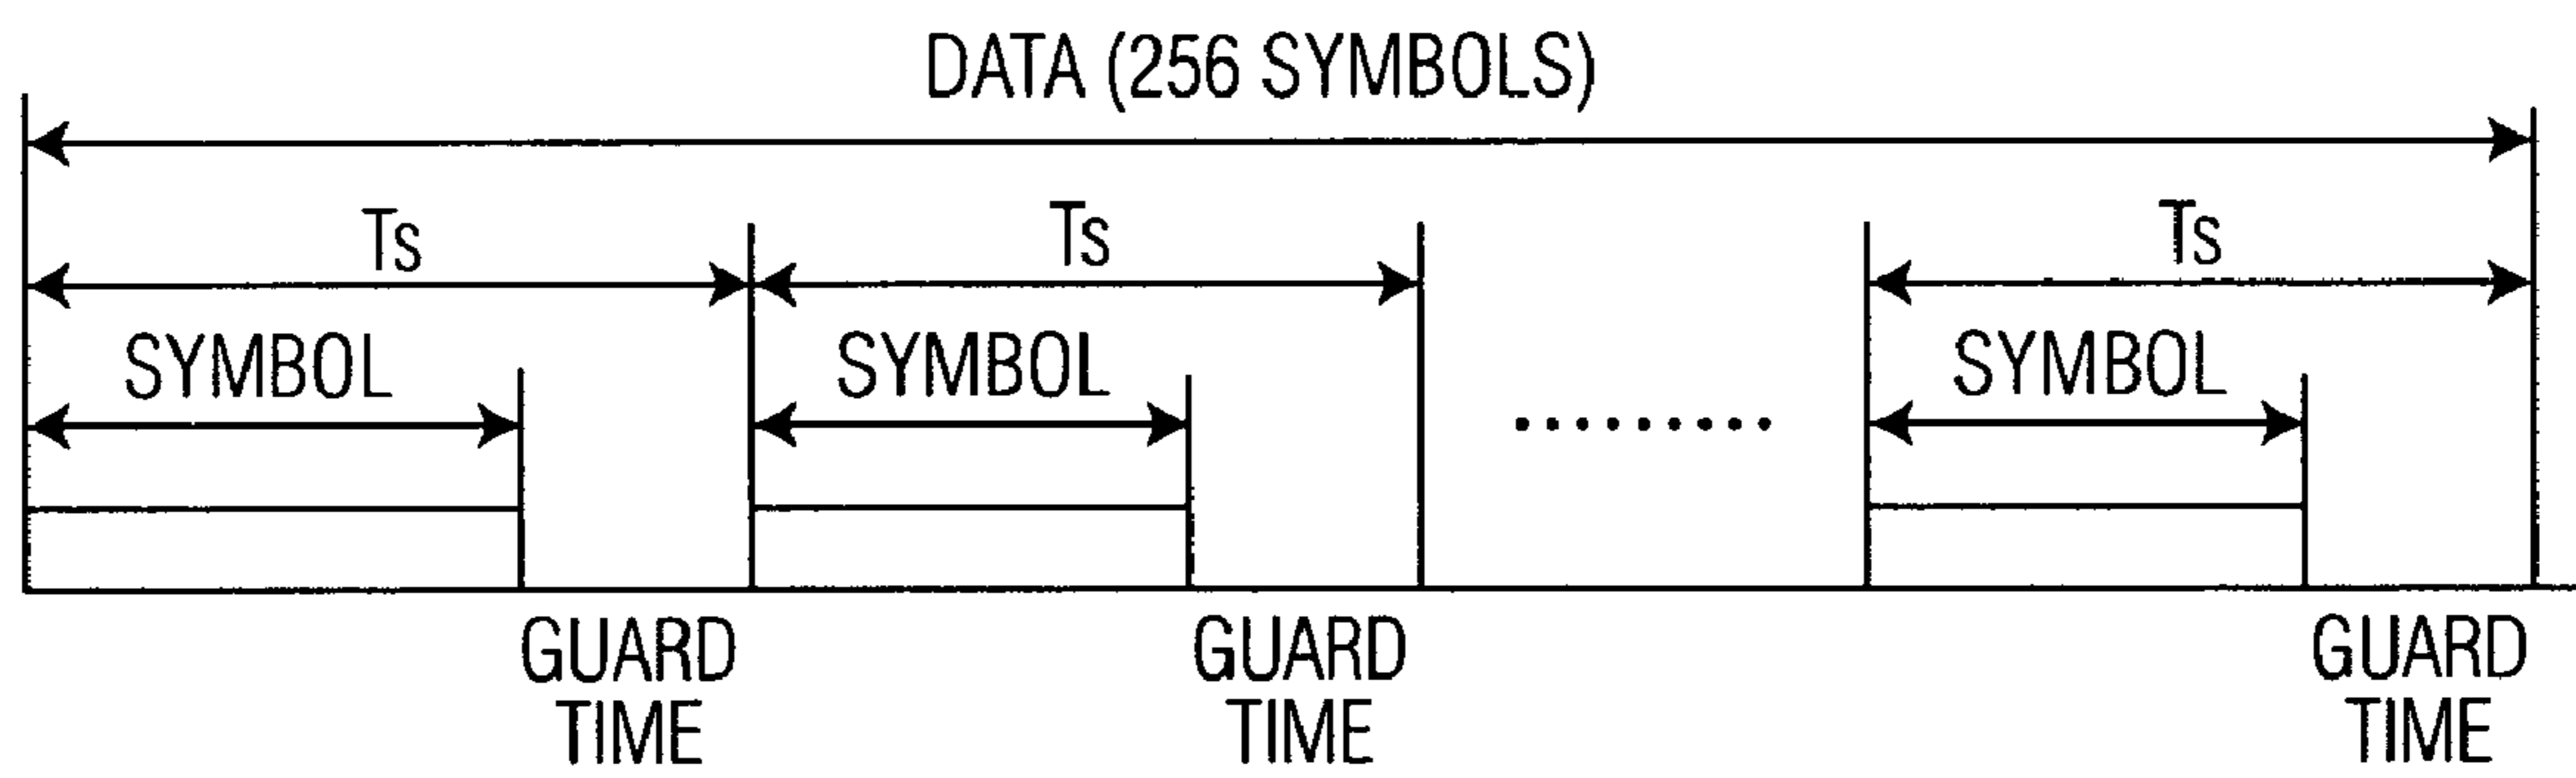 DATA (256 SYMBOLS)
Ts Ts Ts
SYMBOL SYMBOL SYMBOL
GUARD TIME
GUARD TIME
GUARD TIME